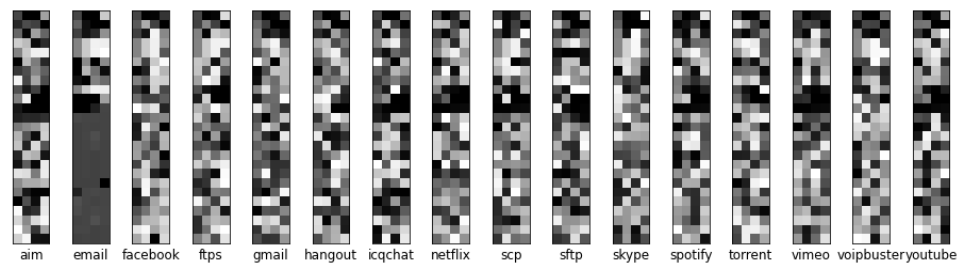 aim email facebook ftps gmail hangout icqchat netflix scp sftp skype spotify torrent vimeo voipbuster youtube